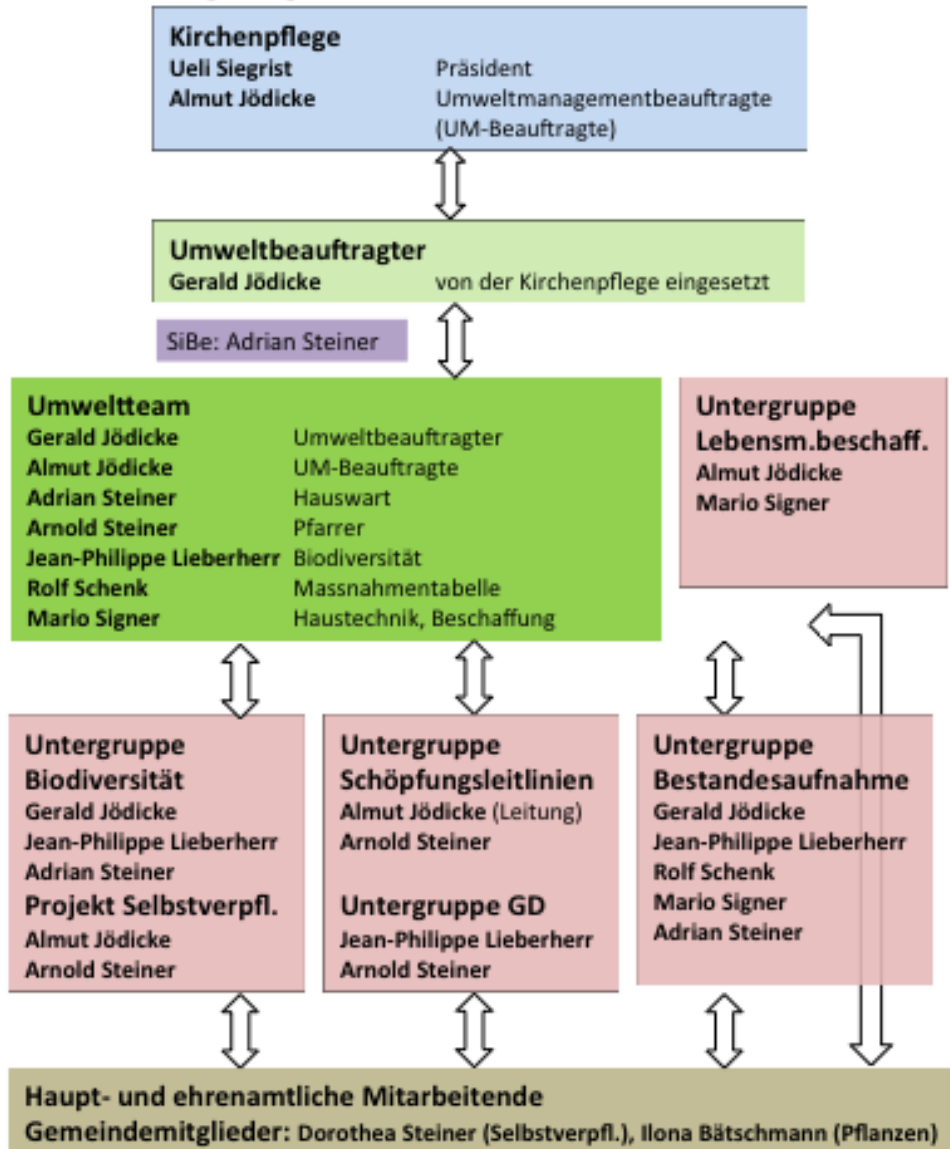 Kirchenpflege
Ueli Siegrist Präsident
Almut Jödicke Umweltmanagementbeauftragte
(UM-Beauftragte)
Umweltbeauftragter
Gerald Jödicke von der Kirchenpflege eingesetzt
SiBe: Adrian Steiner
Umweltteam
Gerald Jödicke Umweltbeauftragter
Almut Jödicke UM-Beauftragte
Adrian Steiner Hauswart
Arnold Steiner Pfarrer
Jean-Philippe Lieberherr Biodiversität
Rolf Schenk Massnahmentabelle
Mario Signer Haustechnik, Beschaffung
Untergruppe
Lebensm.beschaff.
Almut Jödicke
Mario Signer
Untergruppe
Biodiversität
Gerald Jödicke
Jean-Philippe Lieberherr
Adrian Steiner
Projekt Selbstverpfl.
Almut Jödicke
Arnold Steiner
Untergruppe
Schöpfungsleitlinien
Almut Jödicke (Leitung)
Arnold Steiner
Untergruppe GD
Jean-Philippe Lieberherr
Arnold Steiner
Untergruppe
Bestandesaufnahme
Gerald Jödicke
Jean-Philippe Lieberherr
Rolf Schenk
Mario Signer
Adrian Steiner
Haupt- und ehrenamtliche Mitarbeitende
Gemeindemitglieder: Dorothea Steiner (Selbstverpfl.), Ilona Bätschmann (Pflanzen)